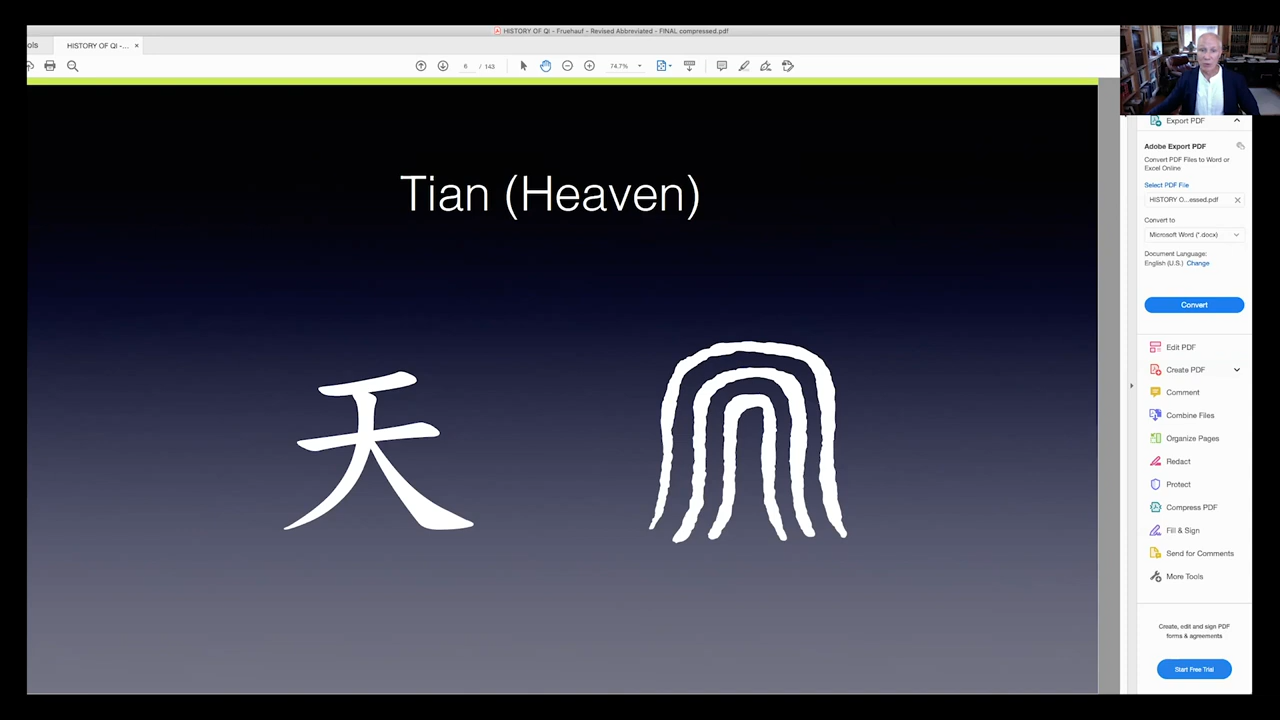 HISTORY OF QI - Fruehauf - Revised Abbreviated - FINAL compressed.pdf
ols
HISTORY OF QI -...
6 / 143
74.7%
Tian (Heaven)
天
Export PDF
Adobe Export PDF
Convert PDF Files to Word or
Excel Online
Select PDF File
HISTORY O...essed.pdf
Convert to
Microsoft Word (*.docx)
Document Language:
English (U.S.) Change
Convert
Edit PDF
Create PDF
Comment
Combine Files
Organize Pages
Redact
Protect
Compress PDF
Fill & Sign
Send for Comments
More Tools
Create, edit and sign PDF
forms & agreements
Start Free Trial